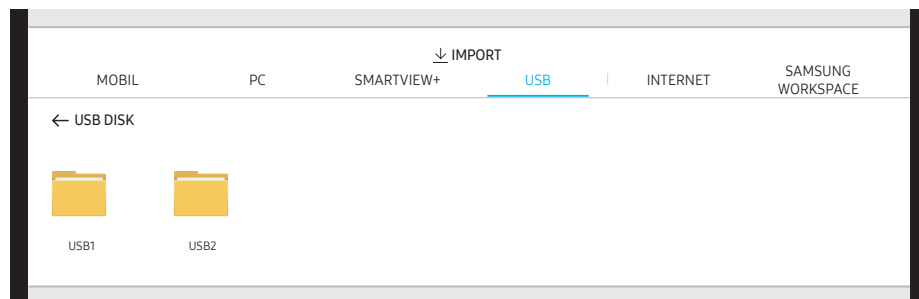 IMPORT
MOBIL
PC
SMARTVIEW+
USB
INTERNET
SAMSUNG
WORKSPACE
USB DISK
USB1
USB2